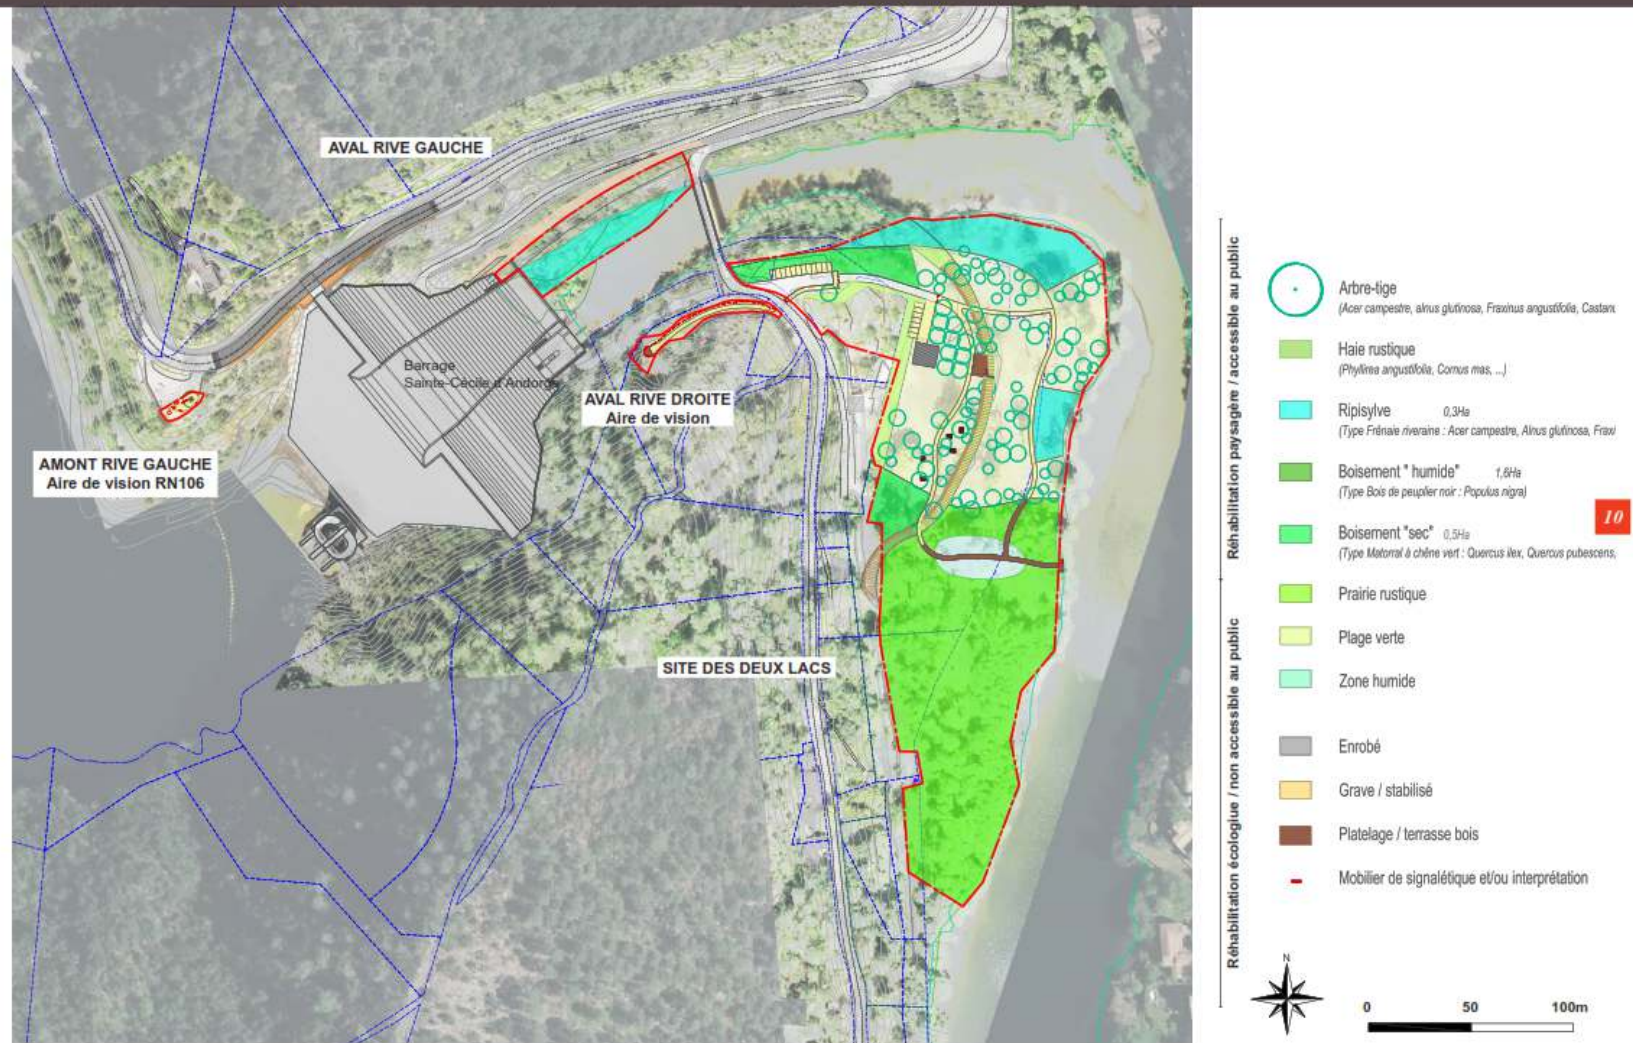 AVAL RIVE GAUCHE
Barrage
Sainte-Cécile d'Andorge
AVAL RIVE DROITE
Aire de vision
AMONT RIVE GAUCHE
Aire de vision RN106
SITE DES DEUX LACS
Réhabilitation paysagère / accessible au public
Réhabilitation écologiue / non accessible au public
Arbre-tige
(Acer campestre, alnus glutinosa, Fraxinus angustifolia, Castan
Haie rustique
(Phyllirea angustifolia, Cornus mas, ...)
Ripisylve 0,3Ha
(Type Frênaie riveraine : Acer campestre, Alnus glutinosa, Fraxi
Boisement " humide" 1,6Ha
(Type Bois de peuplier noir : Populus nigra)
10
Boisement "sec" 0,5Ha
(Type Matorral à chêne vert : Quercus ilex, Quercus pubescens,
Prairie rustique
Plage verte
Zone humide
Enrobé
Grave / stabilisé
Platelage / terrasse bois
Mobilier de signalétique et/ou interprétation
N
0 50 100m